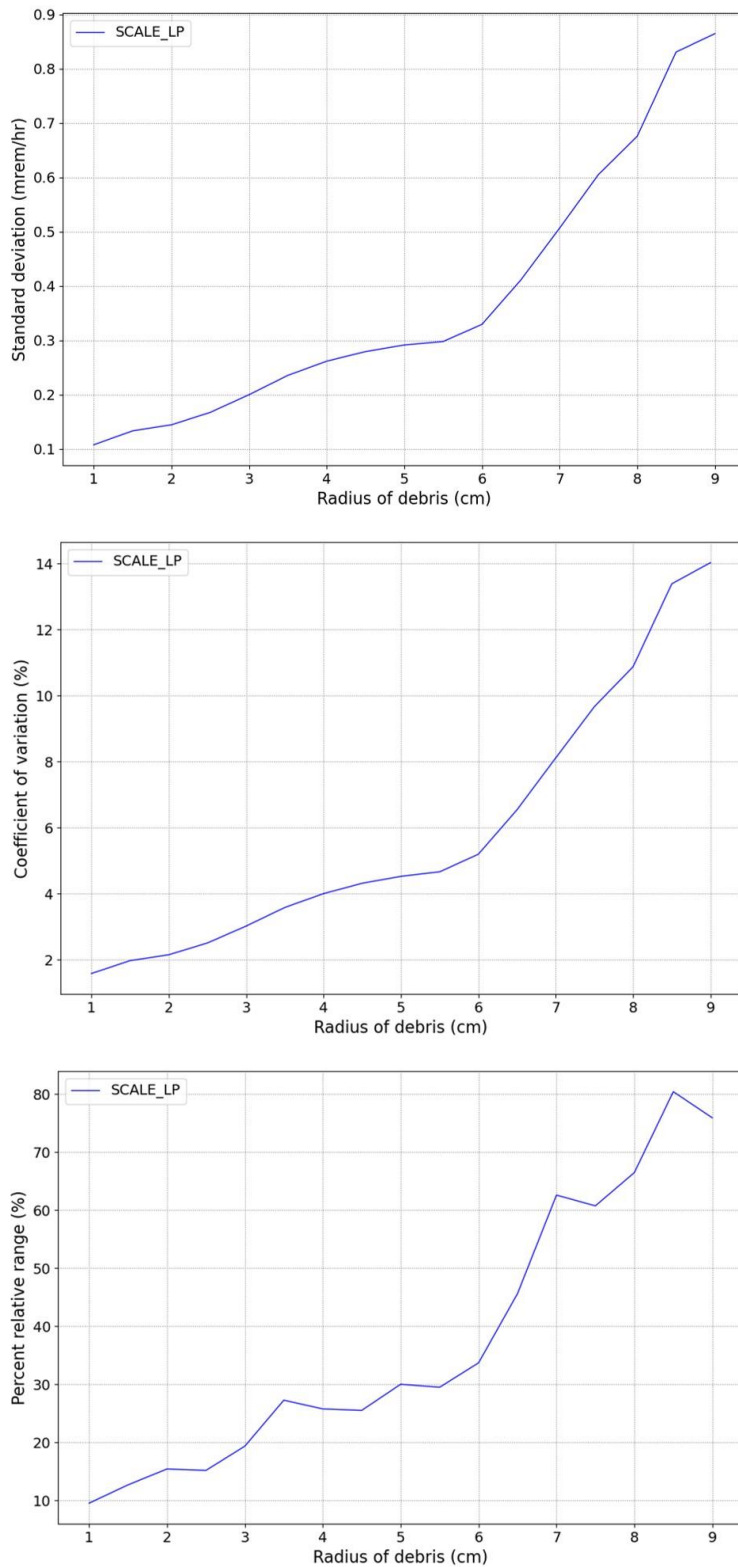 SCALE_LP
0.9
0.8
0.7
0.6
0.5
0.4
0.3
0.2
0.1
Standard deviation (mrem/hr)
1 2 3 4 5 6 7 8 9
Radius of debris (cm)
SCALE_LP
14
12
10
8
6
4
2
Coefficient of variation (%)
1 2 3 4 5 6 7 8 9
Radius of debris (cm)
SCALE_LP
80
70
60
50
40
30
20
10
Percent relative range (%)
1 2 3 4 5 6 7 8 9
Radius of debris (cm)